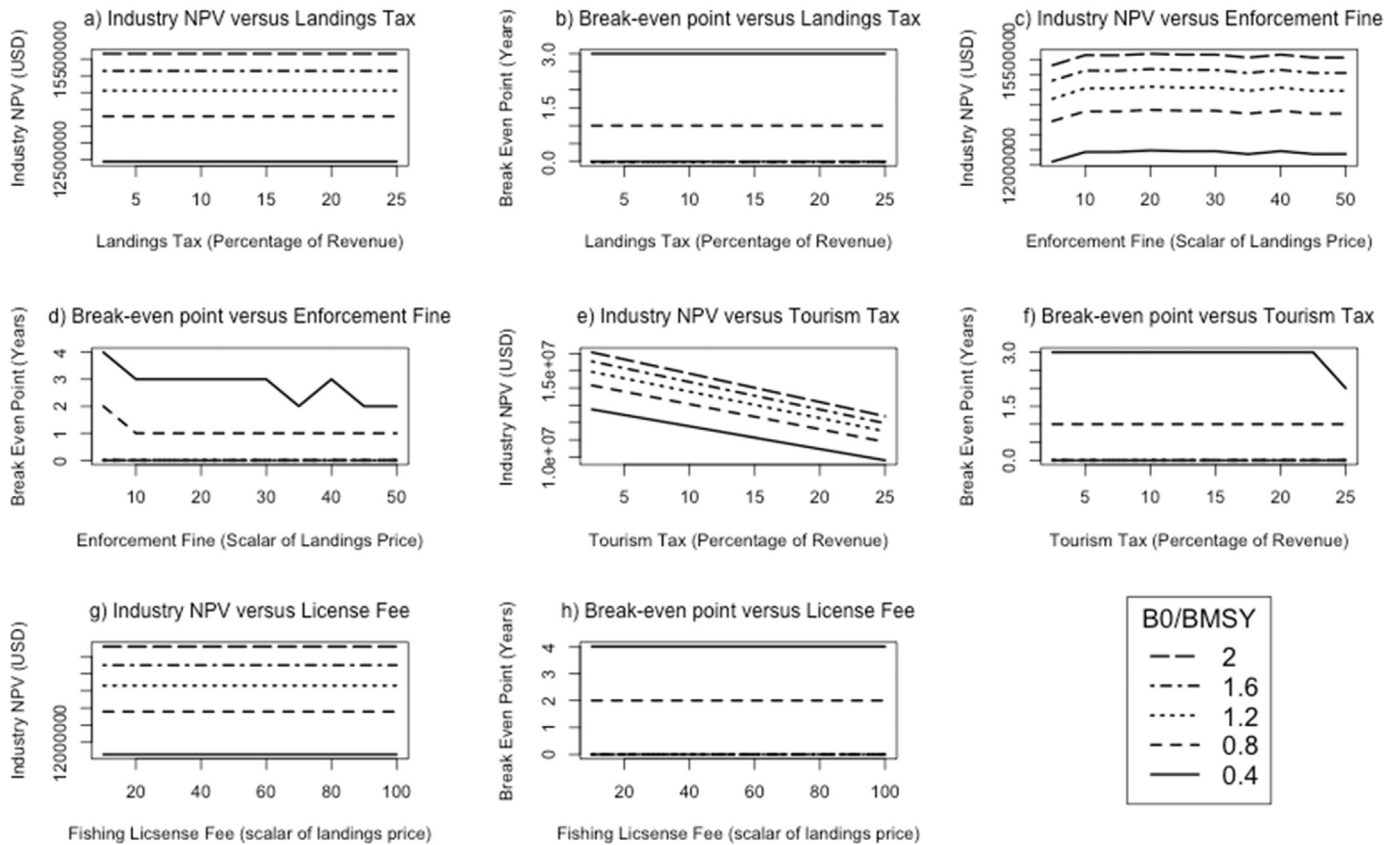 a) Industry NPV versus Landings Tax
Industry NPV (USD)
12500000
15500000
5 10 15 20 25
Landings Tax (Percentage of Revenue)
b) Break-even point versus Landings Tax
Break Even Point (Years)
0.0 1.5 3.0
5 10 15 20 25
Landings Tax (Percentage of Revenue)
c) Industry NPV versus Enforcement Fine
Industry NPV (USD)
12000000
15500000
10 20 30 40 50
Enforcement Fine (Scalar of Landings Price)
d) Break-even point versus Enforcement Fine
Break Even Point (Years)
4
3
2
1
0
10 20 30 40 50
Enforcement Fine (Scalar of Landings Price)
e) Industry NPV versus Tourism Tax
Industry NPV (USD)
1.0e+07 1.5e+07
5 10 15 20 25
Tourism Tax (Percentage of Revenue)
f) Break-even point versus Tourism Tax
Break Even Point (Years)
0.0 1.5 3.0
5 10 15 20 25
Tourism Tax (Percentage of Revenue)
g) Industry NPV versus License Fee
Industry NPV (USD)
12000000
20 40 60 80 100
Fishing Licsense Fee (scalar of landings price)
h) Break-even point versus License Fee
Break Even Point (Years)
4
3
2
1
0
20 40 60 80 100
Fishing Licsense Fee (scalar of landings price)
B0/BMSY
2
1.6
1.2
0.8
0.4